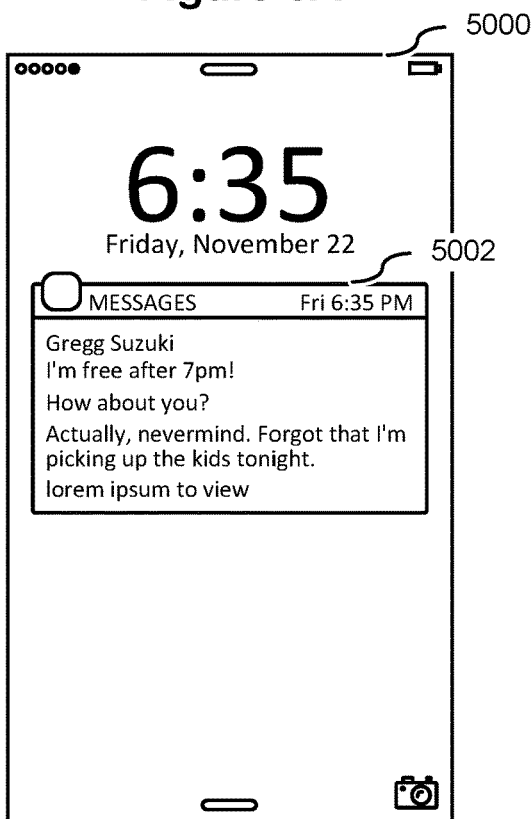 5000
6:35
Friday, November 22
5002
MESSAGES Fri 6:35 PM
Gregg Suzuki
I'm free after 7pm!
How about you?
Actually, nevermind. Forgot that I'm
picking up the kids tonight.
lorem ipsum to view